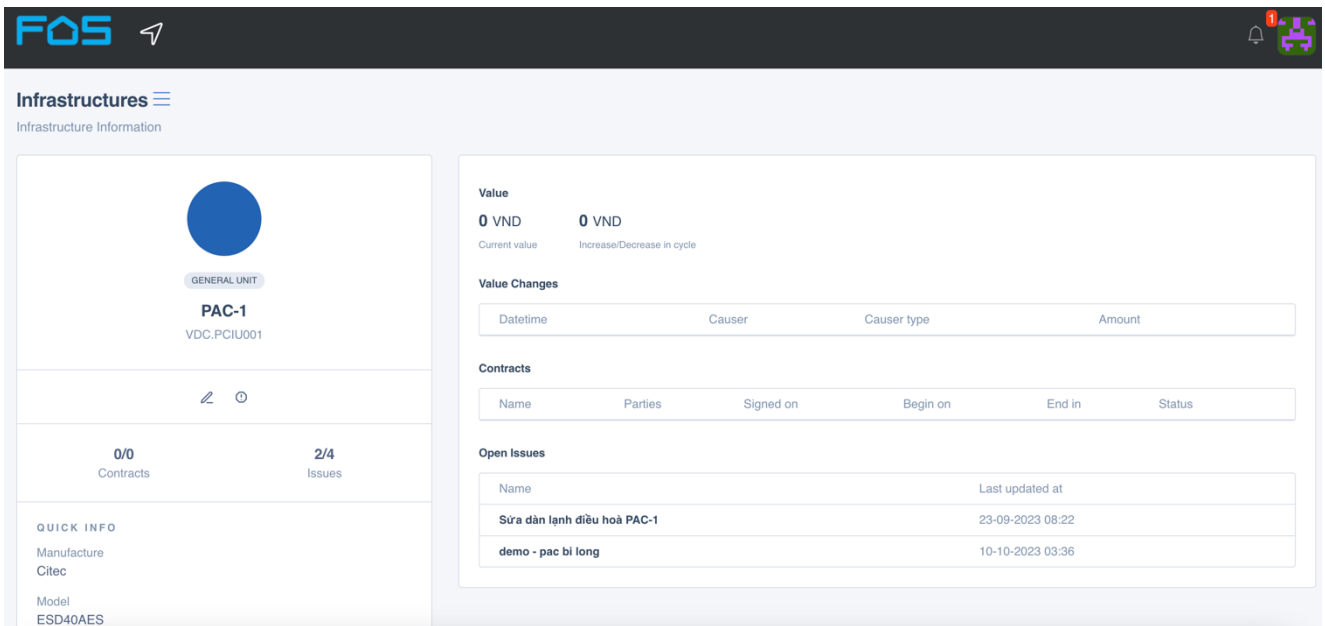 FOS
1
Infrastructures
Infrastructure Information
GENERAL UNIT
PAC-1
VDC.PCIU001
0/0 2/4
Contracts Issues
QUICK INFO
Manufacture
Citec
Model
ESD40AES
Value
0 VND 0 VND
Current value Increase/Decrease in cycle
Value Changes
Datetime Causer Causer type Amount
Contracts
Name Parties Signed on Begin on End in Status
Open Issues
Name Last updated at
Sửa dàn lạnh điều hoà PAC-1 23-09-2023 08:22
demo - pac bi long 10-10-2023 03:36